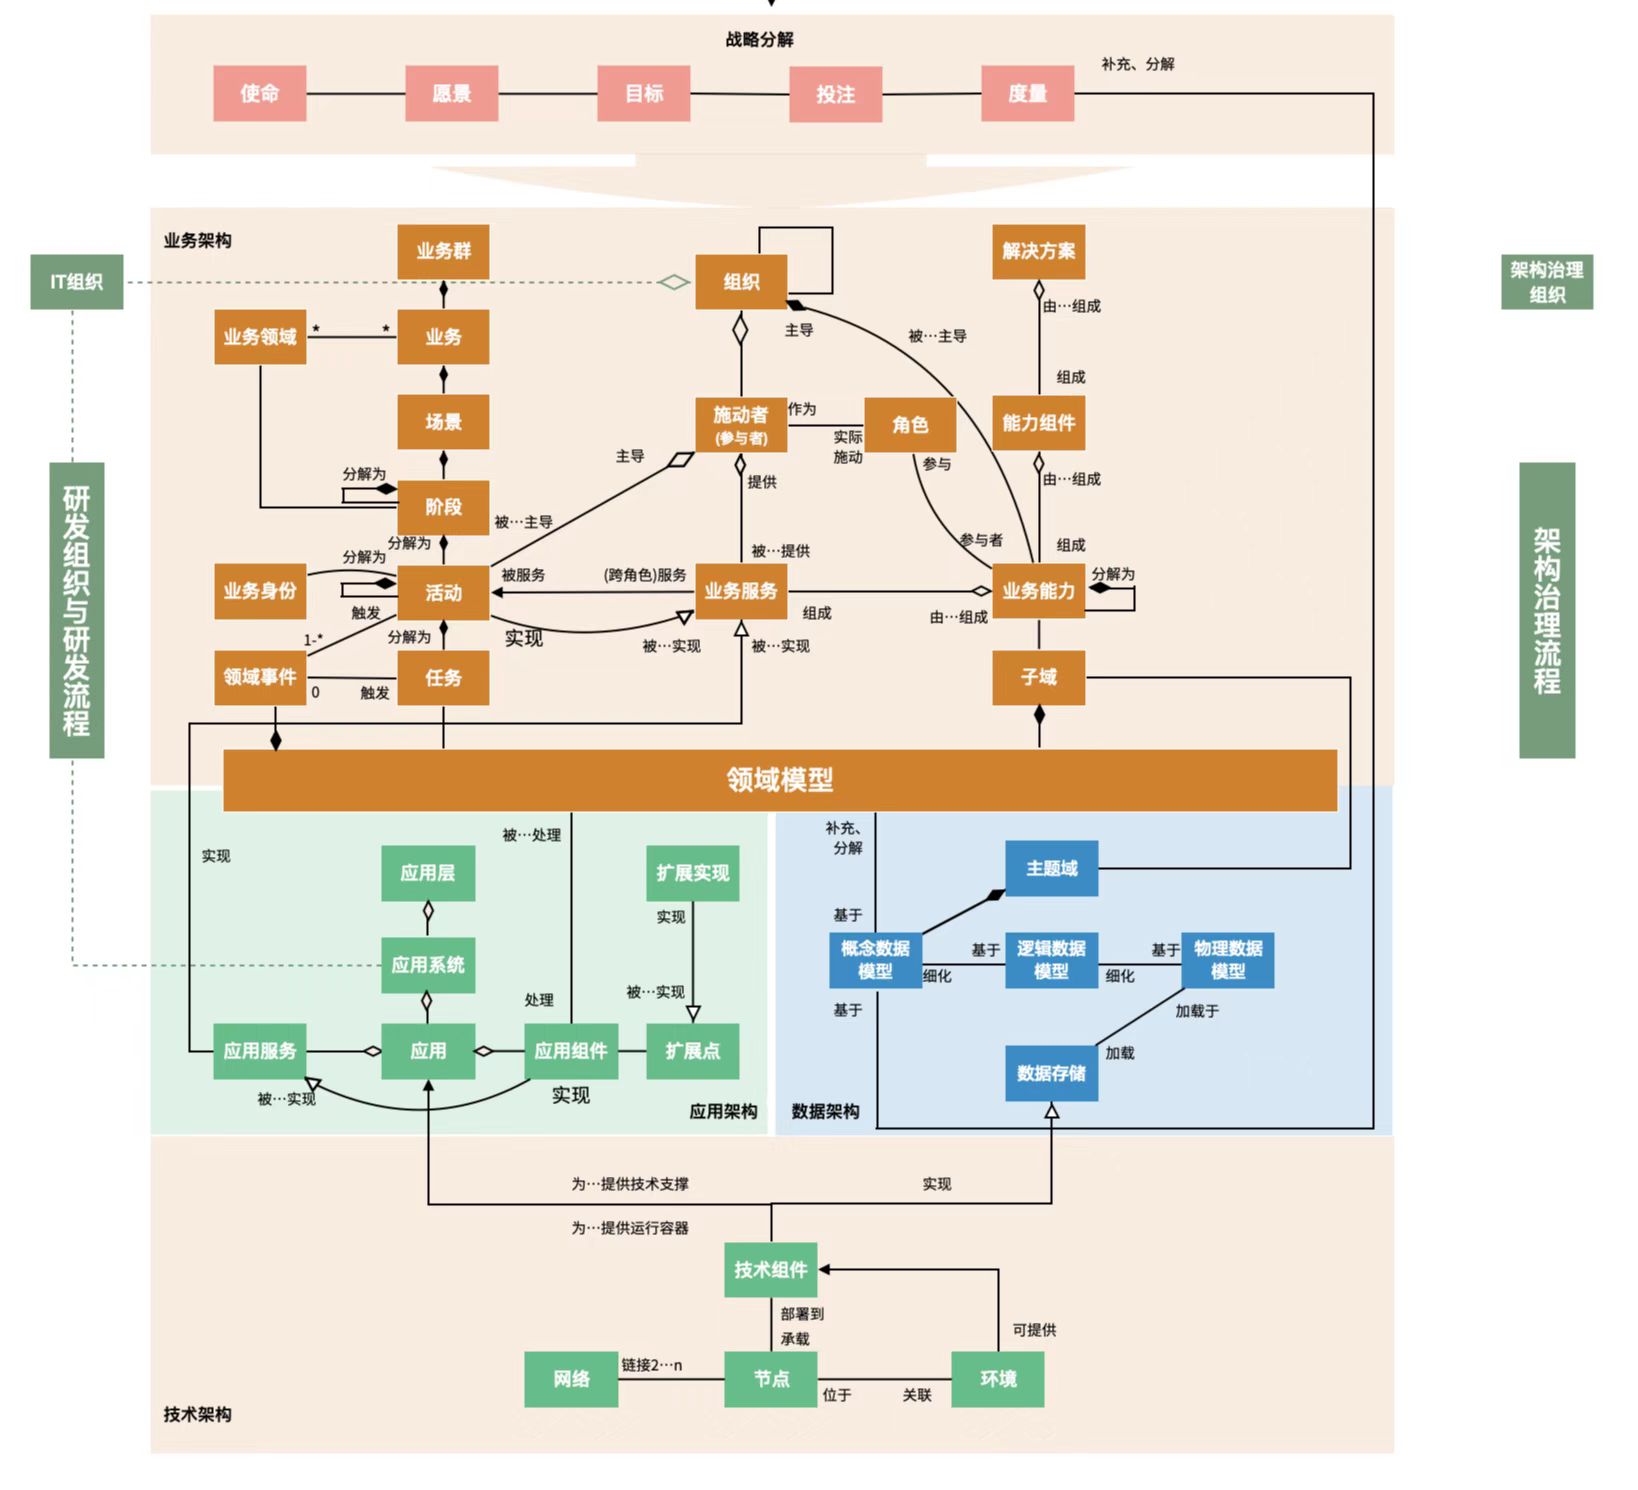 战略分解
补充、分解
使命
愿景
目标
投注
度量
业务架构
业务群
组织
解决方案
IT组织
架构治理
组织
由…组成
业务领域
*
*
业务
主导
被…主导
组成
场景
施动者
(参与者)
作为
实际
施动
角色
能力组件
主导
参与
分解为
提供
由…组成
阶段
被…主导
研发组织与研发流程
架构治理流程
分解为
分解为
被…提供
参与者
组成
业务身份
活动
被服务
(跨角色)服务
业务服务
业务能力
分解为
触发
组成
由…组成
1-*
分解为
实现
被…实现
被…实现
领域事件
0
触发
任务
子域
领域模型
被…处理
补充、
分解
实现
应用层
扩展实现
主题域
实现
基于
应用系统
概念数据
模型
基于
细化
逻辑数据
模型
基于
细化
物理数据
模型
处理
被…实现
基于
加载于
应用服务
应用
应用组件
扩展点
加载
数据存储
被…实现
实现
应用架构
数据架构
为…提供技术支撑
实现
为…提供运行容器
技术组件
部署到
承载
可提供
网络
链接2…n
节点
位于
关联
环境
技术架构